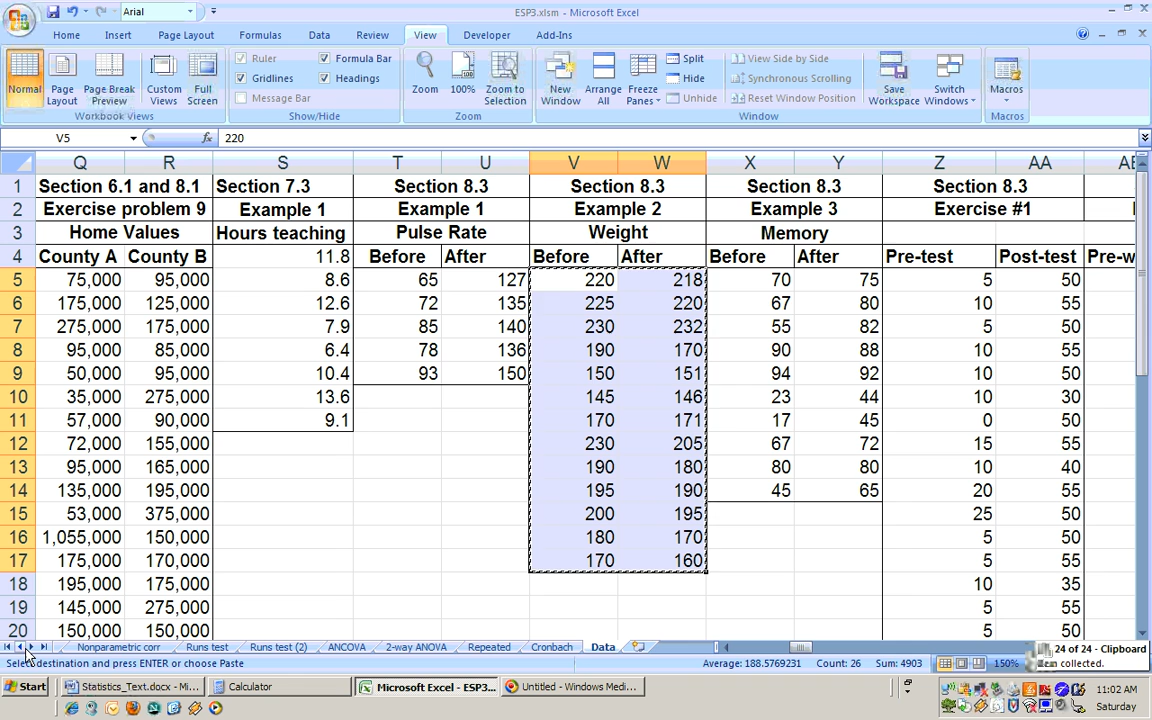 Arial
ESP3.xlsm - Microsoft Excel
Home Insert Page Layout Formulas Data Review View Developer Add-Ins
Normal Page Layout Page Break Preview Custom Views Full Screen
Ruler Formula Bar
Gridlines Headings
Message Bar
Zoom 100% Zoom to Selection
New Window Arrange All Freeze Panes Split Hide Unhide
View Side by Side
Synchronous Scrolling
Reset Window Position
Save Workspace Switch Windows Macros
Workbook Views Show/Hide Zoom Window Macros
V5 fx 220
Q R S T U V W X Y Z AA AB
1 Section 6.1 and 8.1 Section 7.3 Section 8.3 Section 8.3 Section 8.3 Section 8.3
2 Exercise problem 9 Example 1 Example 1 Example 2 Example 3 Exercise #1
3 Home Values Hours teaching Pulse Rate Weight Memory
4 County A County B 11.8 Before After Before After Before After Pre-test Post-test Pre-w
5 75,000 95,000 8.6 65 127 220 218 70 75 5 50
6 175,000 125,000 12.6 72 135 225 220 67 80 10 55
7 275,000 175,000 7.9 85 140 230 232 55 82 5 50
8 95,000 85,000 6.4 78 136 190 170 90 88 10 55
9 50,000 95,000 10.4 93 150 150 151 94 92 10 50
10 35,000 275,000 13.6 145 146 23 44 10 30
11 57,000 90,000 9.1 170 171 17 45 0 50
12 72,000 155,000 230 205 67 72 15 55
13 95,000 165,000 190 180 80 80 10 40
14 135,000 195,000 195 190 45 65 20 55
15 53,000 375,000 200 195 25 50
16 1,055,000 150,000 180 170 5 50
17 175,000 170,000 170 160 5 55
18 195,000 175,000 10 35
19 145,000 275,000 5 55
20 150,000 150,000 5 50
Nonparametric corr Runs test Runs test (2) ANCOVA 2-way ANOVA Repeated Cronbach Data
24 of 24 - Clipboard
Item collected.
Select destination and press ENTER or choose Paste Average: 188.5769231 Count: 26 Sum: 4903 150%
Start Statistics_Text.docx - Mi... Calculator Microsoft Excel - ESP3... Untitled - Windows Medi...
11:02 AM
Saturday